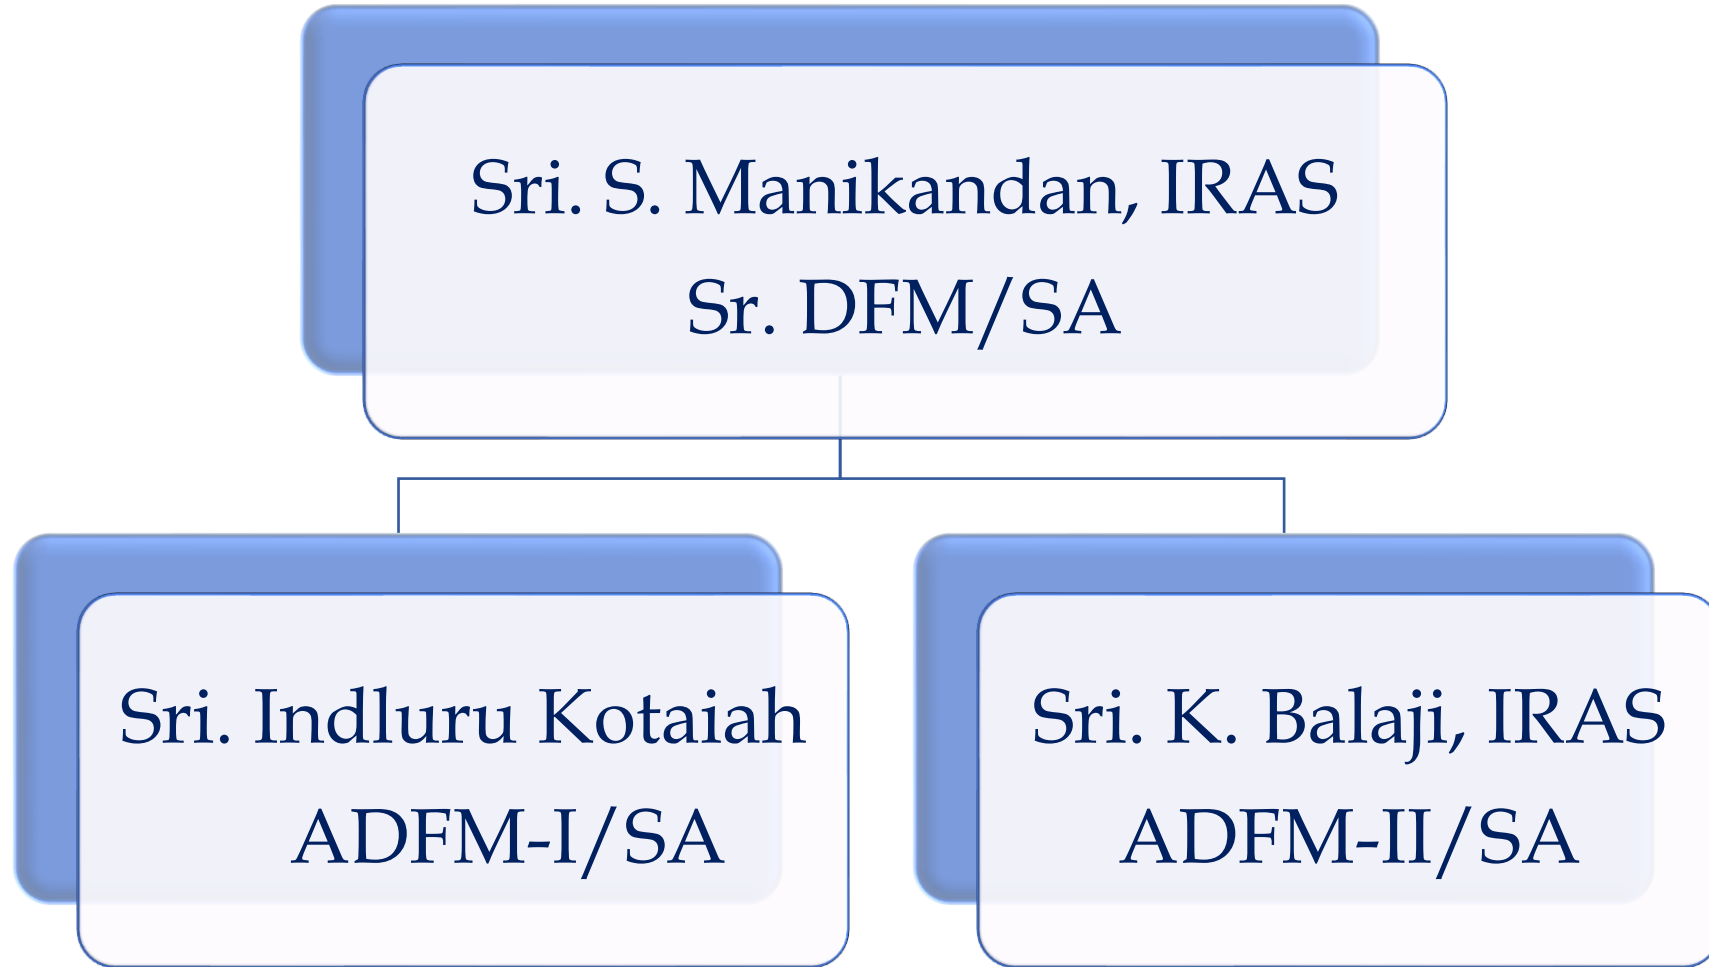 Sri. S. Manikandan, IRAS
Sr. DFM/SA
Sri. Indluru Kotaiah
ADFM-I/SA
Sri. K. Balaji, IRAS
ADFM-II/SA